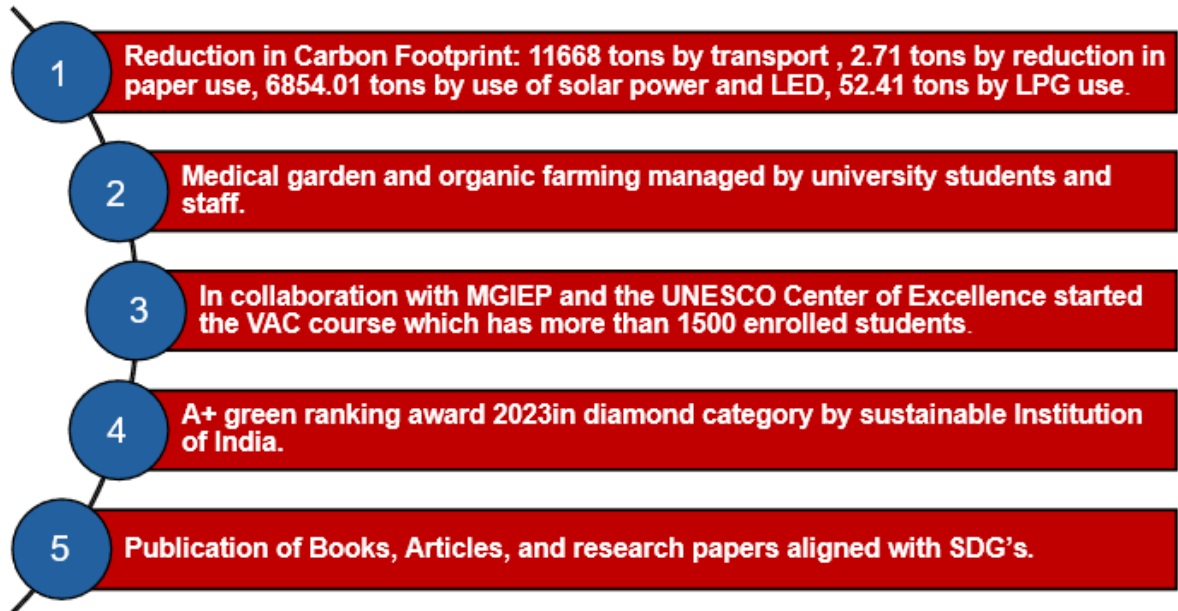 1
Reduction in Carbon Footprint: 11668 tons by transport , 2.71 tons by reduction in
paper use, 6854.01 tons by use of solar power and LED, 52.41 tons by LPG use.
2
Medical garden and organic farming managed by university students and
staff.
3
In collaboration with MGIEP and the UNESCO Center of Excellence started
the VAC course which has more than 1500 enrolled students.
4
A+ green ranking award 2023in diamond category by sustainable Institution
of India.
5
Publication of Books, Articles, and research papers aligned with SDG’s.